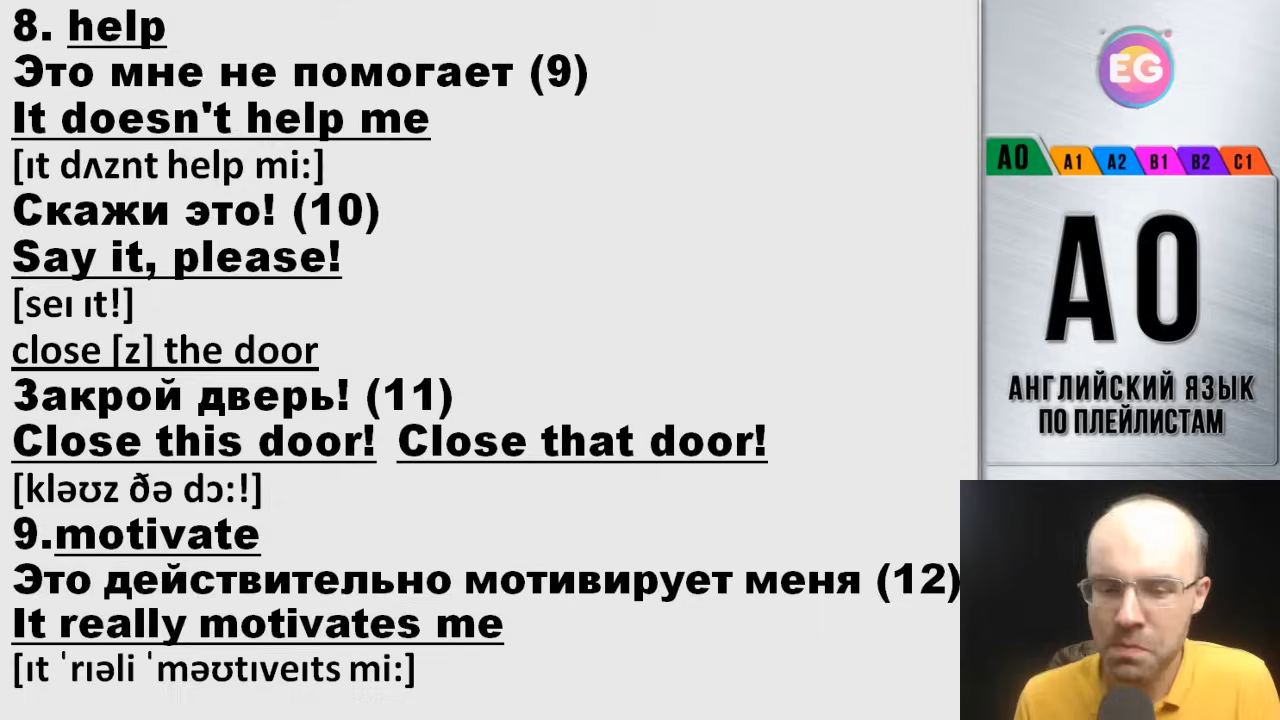 8. help
Это мне не помогает (9)
It doesn't help me
[ɪt dʌznt help mi:]
Скажи это! (10)
Say it, please!
[seɪ ɪt!]
close [z] the door
Закрой дверь! (11)
Close this door! Close that door!
[kləʊz ðə dɔ:!]
9.motivate
Это действительно мотивирует меня (12)
It really motivates me
[ɪt ˈrɪəli ˈməʊtɪveɪts mi:]
EG
A0 A1 A2 B1 B2 C1
A0
АНГЛИЙСКИЙ ЯЗЫК
ПО ПЛЕЙЛИСТАМ